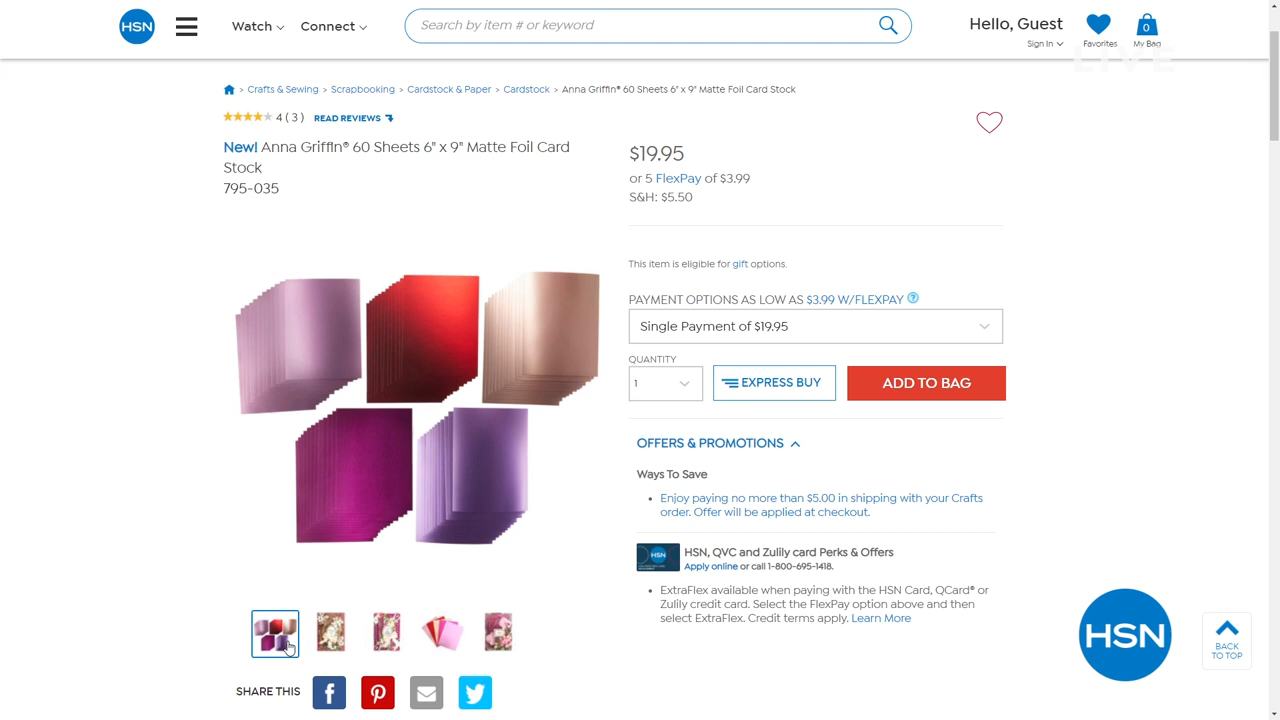 HSN
Watch
Connect
Search by item # or keyword
Hello, Guest
Sign In
Favorites
0
My Bag
LIVE
> Crafts & Sewing > Scrapbooking > Cardstock & Paper > Cardstock > Anna Griffin® 60 Sheets 6" x 9" Matte Foil Card Stock
4 ( 3 ) READ REVIEWS
New! Anna Griffin® 60 Sheets 6" x 9" Matte Foil Card
Stock
795-035
$19.95
or 5 FlexPay of $3.99
S&H: $5.50
This item is eligible for gift options.
PAYMENT OPTIONS AS LOW AS $3.99 W/FLEXPAY ?
Single Payment of $19.95
QUANTITY
1
EXPRESS BUY
ADD TO BAG
OFFERS & PROMOTIONS
Ways To Save
• Enjoy paying no more than $5.00 in shipping with your Crafts
order. Offer will be applied at checkout.
HSN
HSN, QVC and Zulily card Perks & Offers
Apply online or call 1-800-695-1418.
• ExtraFlex available when paying with the HSN Card, QCard® or
Zulily credit card. Select the FlexPay option above and then
select ExtraFlex. Credit terms apply. Learn More
SHARE THIS
HSN
BACK
TO TOP